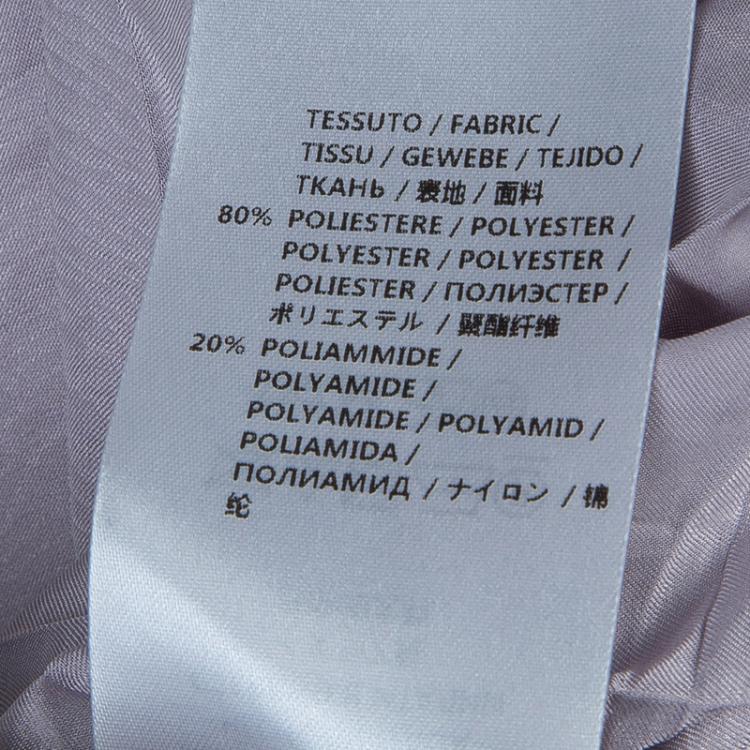 TESSUTO / FABRIC /
TISSU / GEWEBE / TEJIDO /
ТКАНЬ / 表地 / 面料
80% POLIESTERE / POLYESTER /
POLYESTER / POLYESTER /
POLIESTER / ПОЛИЭСТЕР /
ポリエステル / 聚酯纤维
20% POLIAMMIDE /
POLYAMIDE /
POLYAMIDE / POLYAMID /
POLIAMIDA /
ПОЛИАМИД / ナイロン / 锦
纶